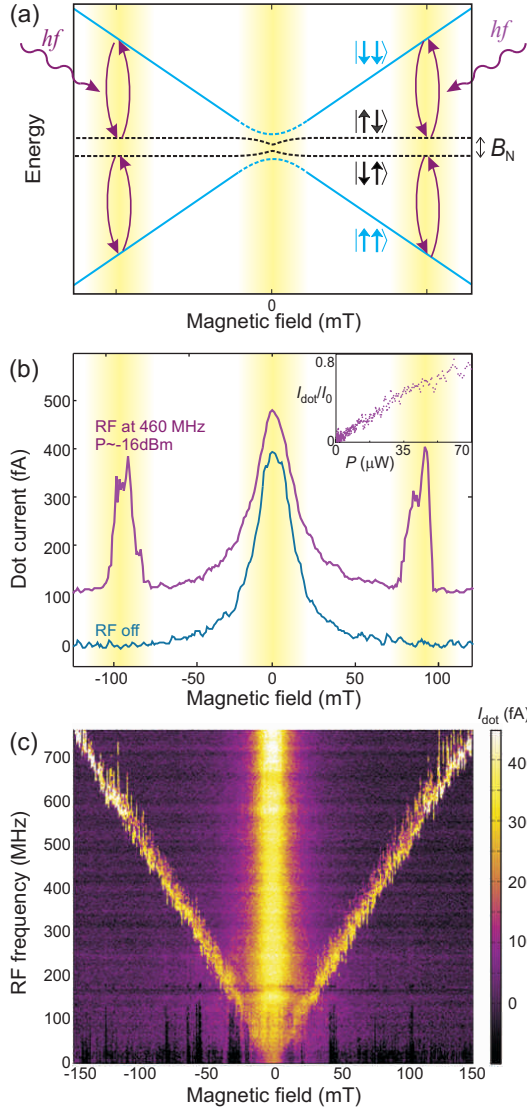 (a)
hf
hf
|↓↓⟩
|↑↓⟩
|↓↑⟩
|↑↑⟩
B_N
Energy
0
Magnetic field (mT)
(b)
RF at 460 MHz
P~-16dBm
RF off
500
400
300
200
100
0
Dot current (fA)
-100
-50
0
50
100
Magnetic field (mT)
0.8
I_dot/I_0
0
0
35
70
P (μW)
(c)
I_dot (fA)
700
600
500
400
300
200
100
0
RF frequency (MHz)
-150
-100
-50
0
50
100
150
Magnetic field (mT)
40
30
20
10
0